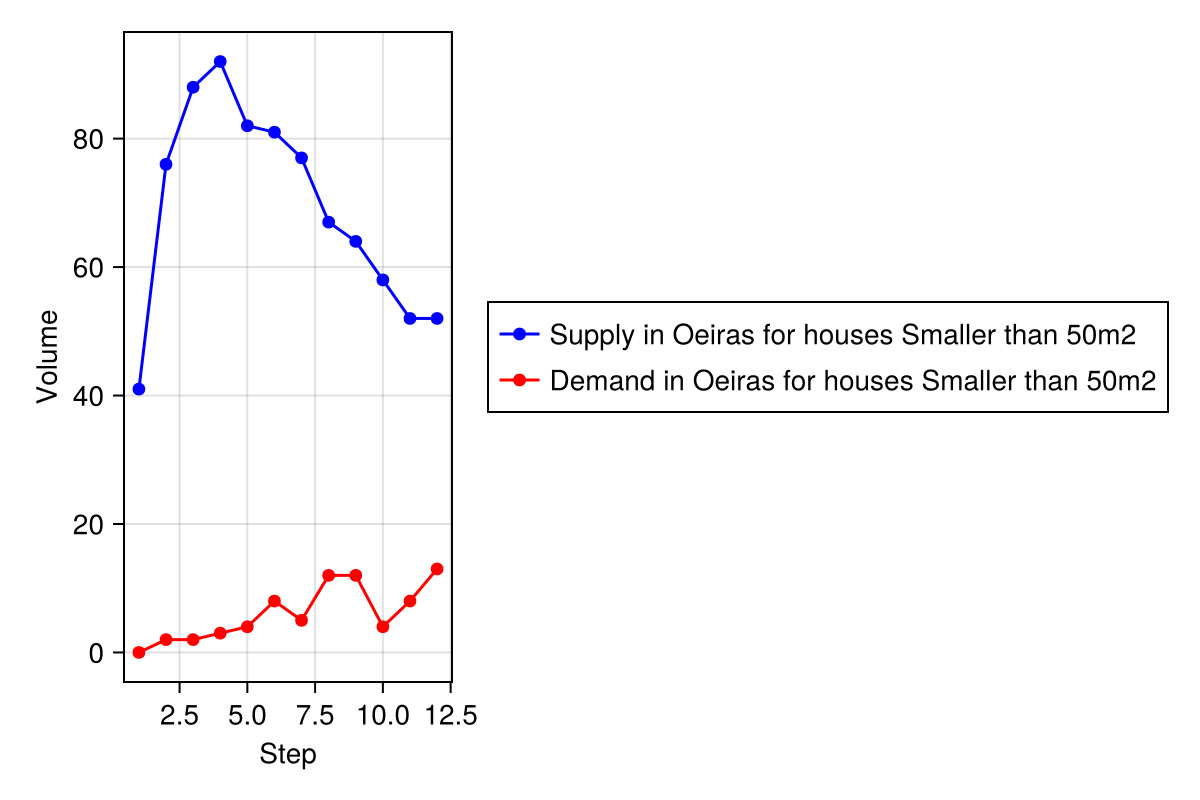 80
60
40
20
0
Volume
2.5 5.0 7.5 10.0 12.5
Step
Supply in Oeiras for houses Smaller than 50m2
Demand in Oeiras for houses Smaller than 50m2